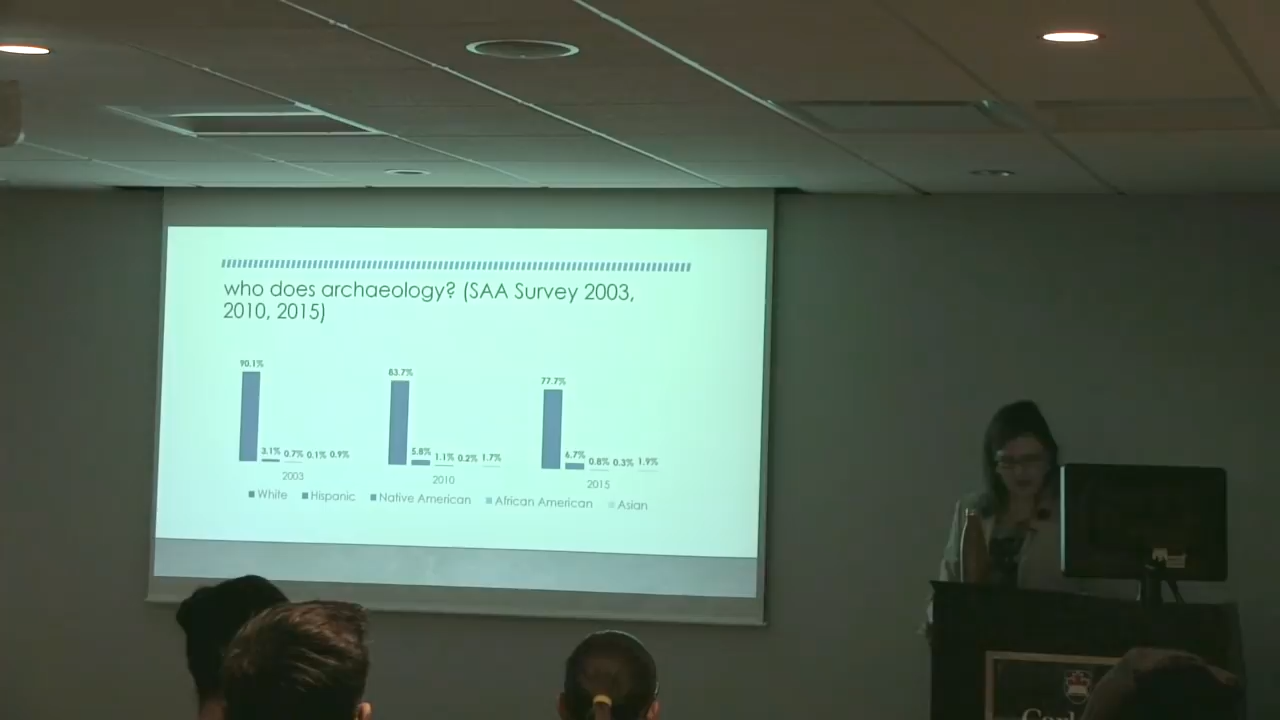 who does archaeology? (SAA Survey 2003,
2010, 2015)
90.1%
3.1% 0.7% 0.1% 0.9%
2003
83.7%
5.8% 1.1% 0.2% 1.7%
2010
77.7%
6.7% 0.8% 0.3% 1.9%
2015
White Hispanic Native American African American Asian